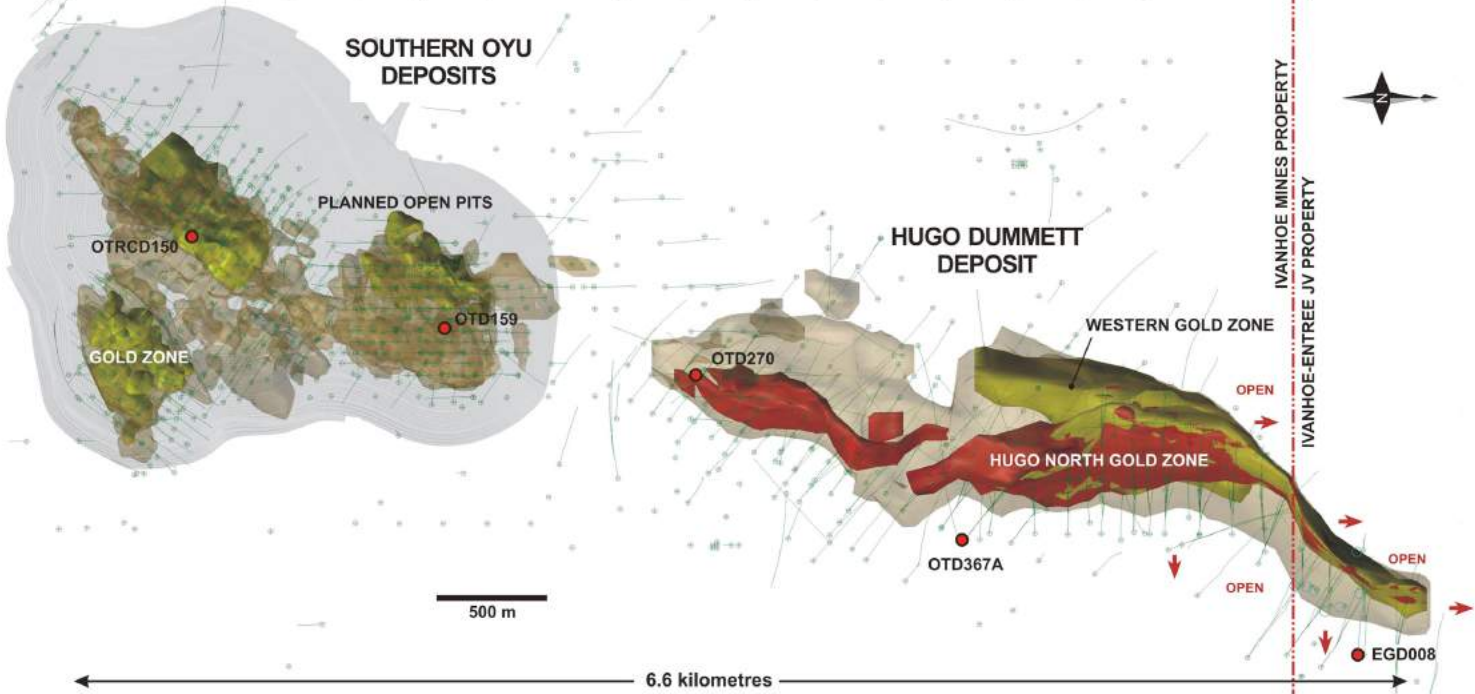 SOUTHERN OYU
DEPOSITS
N
IVANHOE MINES PROPERTY
IVANHOE-ENTREE JV PROPERTY
PLANNED OPEN PITS
OTRCD150
HUGO DUMMETT
DEPOSIT
OTD159
WESTERN GOLD ZONE
GOLD ZONE
OTD270
OPEN
HUGO NORTH GOLD ZONE
OTD367A
OPEN
OPEN
500 m
EGD008
6.6 kilometres